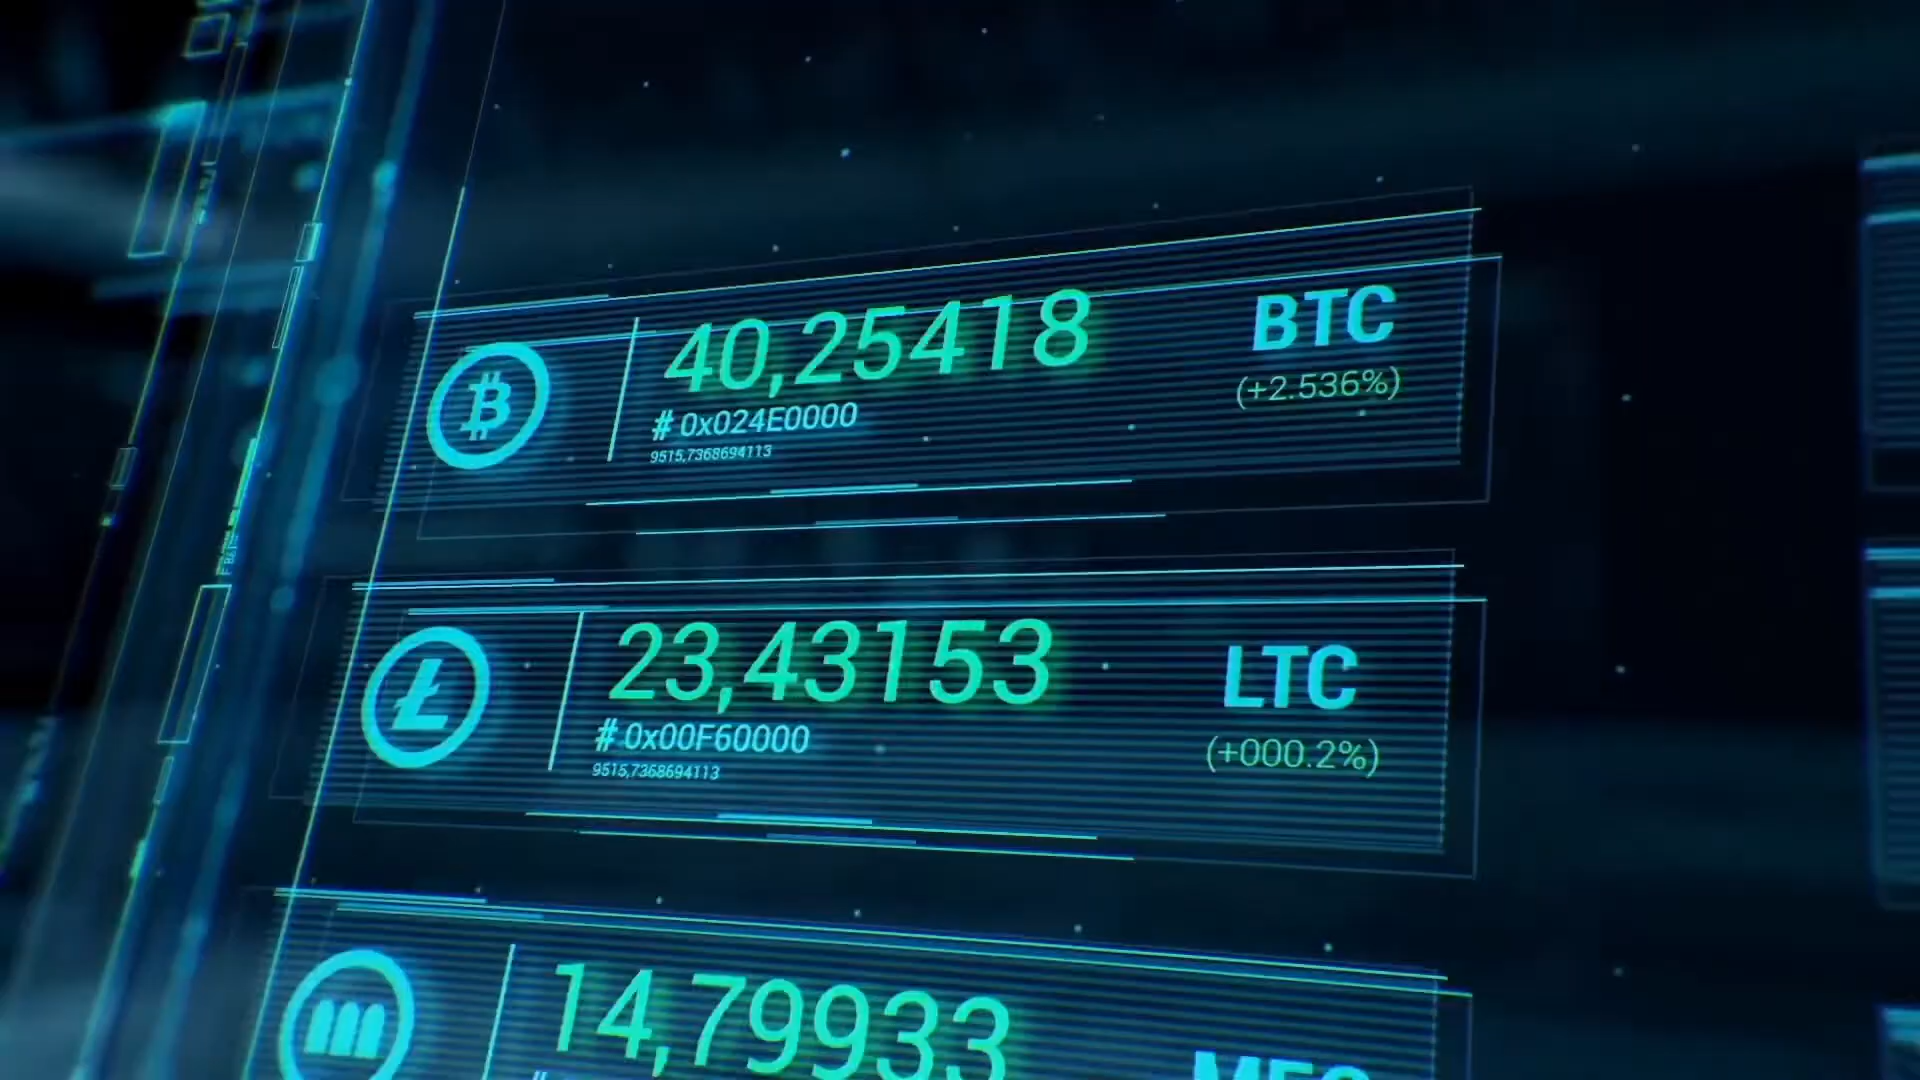 40,25418
BTC
(+2.536%)
# 0x024E0000
9515,7368694113
23,43153
LTC
(+000.2%)
# 0x00F60000
9515,7368694113
14,79933